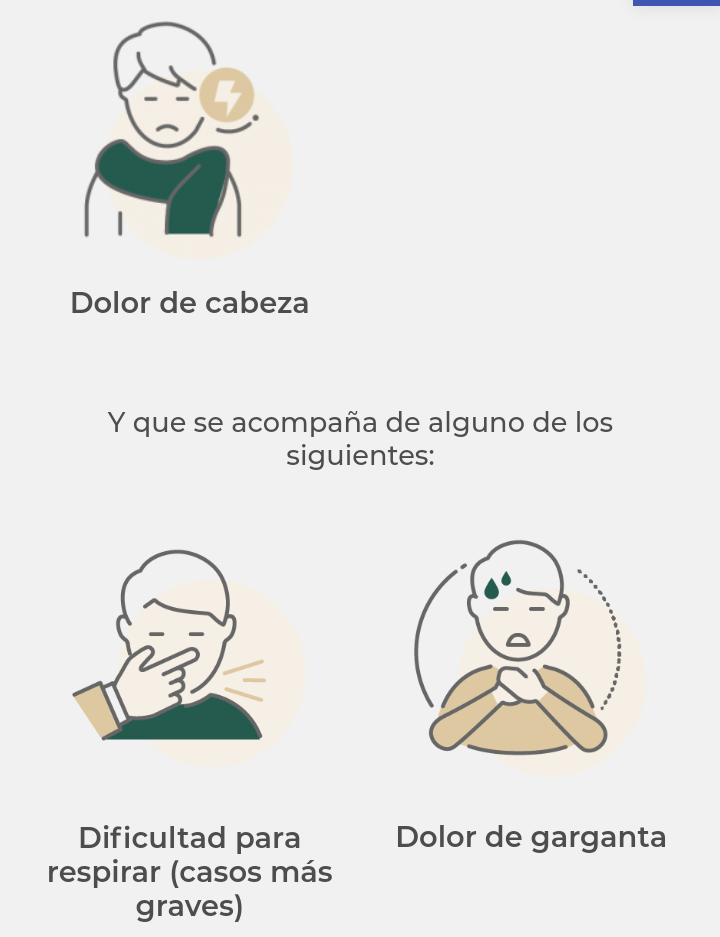 Dolor de cabeza
Y que se acompaña de alguno de los
siguientes:
Dificultad para
respirar (casos más
graves)
Dolor de garganta